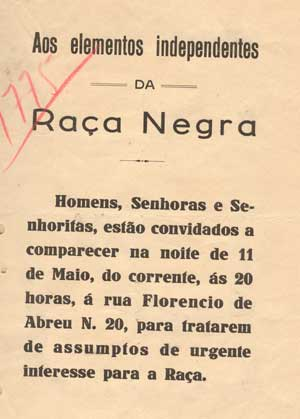 Aos elementos independentes
DA
Raça Negra
1775
Homens, Senhoras e Se-
nhoritas, estão convidados a
comparecer na noite de 11
de Maio, do corrente, ás 20
horas, á rua Florencio de
Abreu N. 20, para tratarem
de assumptos de urgente
interesse para a Raça.